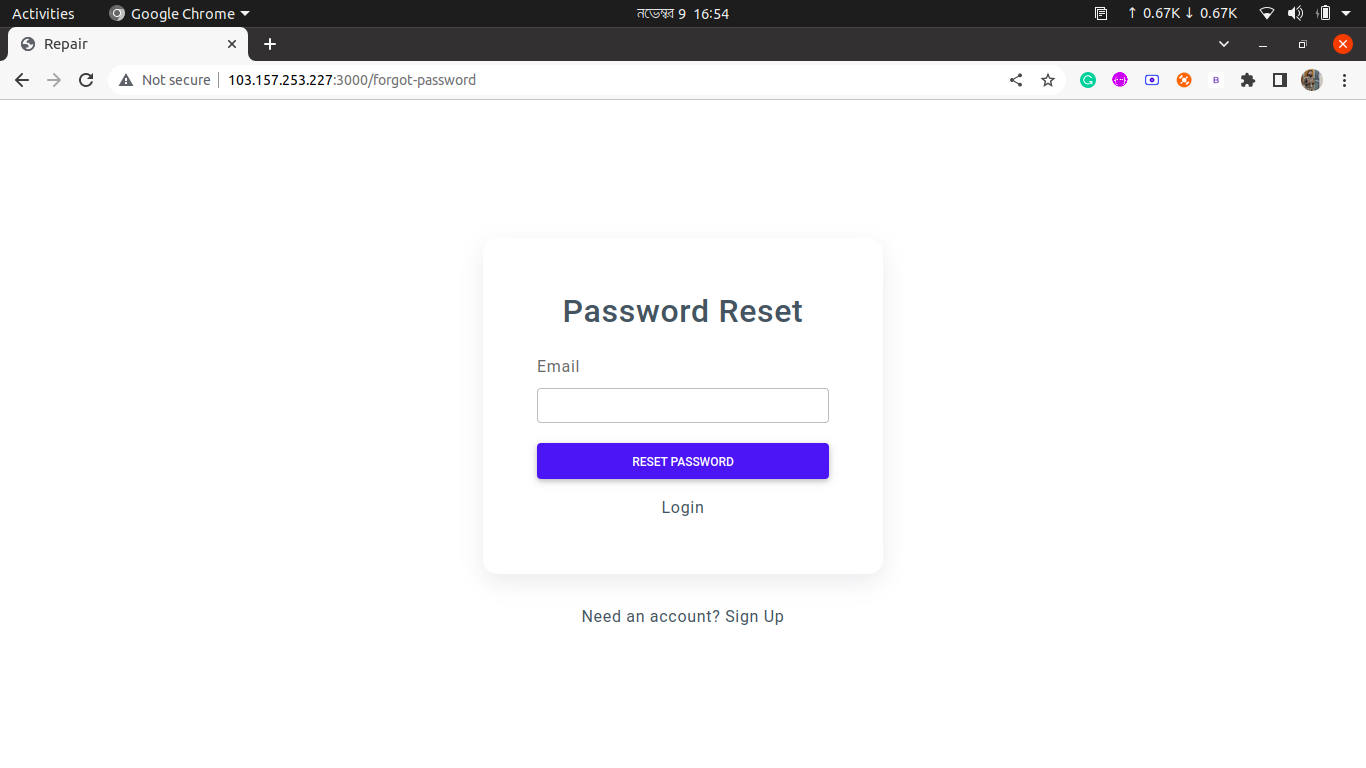 Activities Google Chrome নভেম্বর 9 16:54 ↑ 0.67K ↓ 0.67K
Repair
Not secure 103.157.253.227:3000/forgot-password B
Password Reset
Email
RESET PASSWORD
Login
Need an account? Sign Up